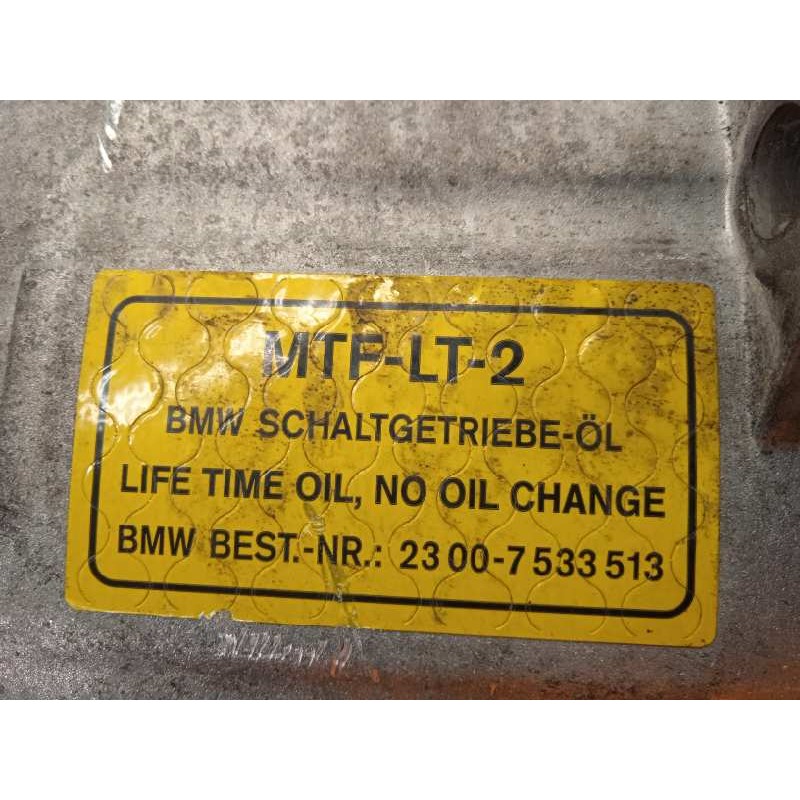 MTF-LT-2
BMW SCHALTGETRIEBE-ÖL
LIFE TIME OIL, NO OIL CHANGE
BMW BEST.-NR.: 23 00-7 533 513